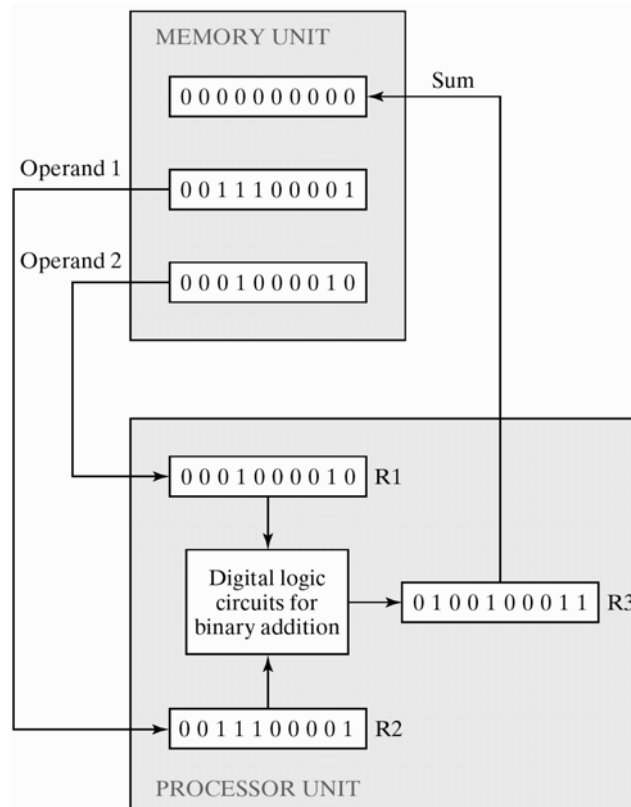 MEMORY UNIT
0 0 0 0 0 0 0 0 0 0
Sum
Operand 1
0 0 1 1 1 0 0 0 0 1
Operand 2
0 0 0 1 0 0 0 0 1 0
0 0 0 1 0 0 0 0 1 0 R1
Digital logic
circuits for
binary addition
0 1 0 0 1 0 0 0 1 1 R3
0 0 1 1 1 0 0 0 0 1 R2
PROCESSOR UNIT